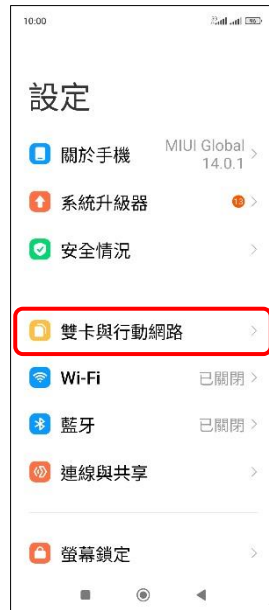 10:00
設定
關於手機
MIUI Global
14.0.1
系統升級器
13
安全情況
雙卡與行動網路
Wi-Fi
已關閉
藍牙
已關閉
連線與共享
螢幕鎖定